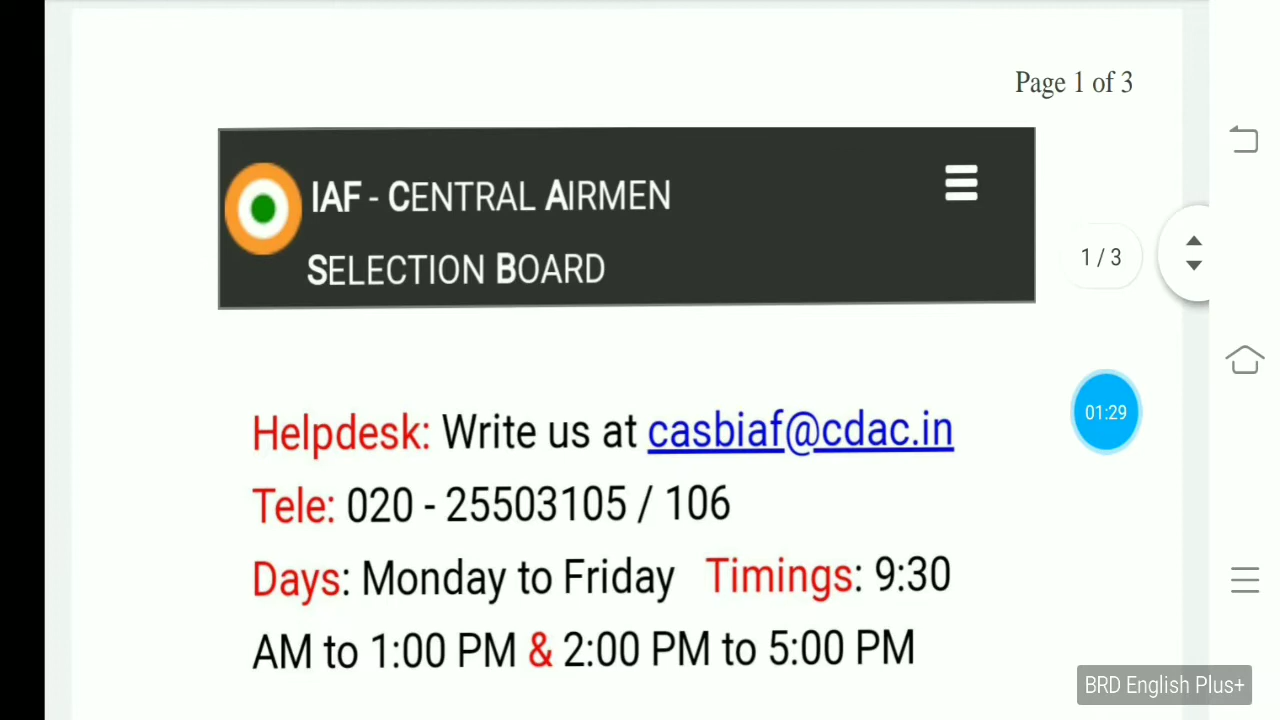 Page 1 of 3
IAF - CENTRAL AIRMEN
SELECTION BOARD
1 / 3
Helpdesk: Write us at casbiaf@cdac.in
01:29
Tele: 020 - 25503105 / 106
Days: Monday to Friday Timings: 9:30
AM to 1:00 PM & 2:00 PM to 5:00 PM
BRD English Plus+